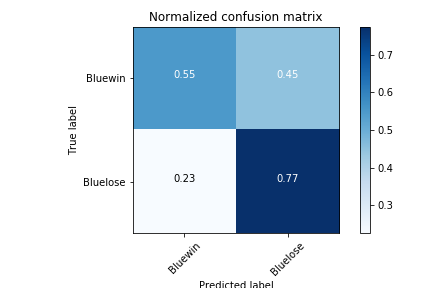 Normalized confusion matrix
True label
Bluewin
0.55
0.45
Bluelose
0.23
0.77
Bluewin
Bluelose
Predicted label
0.7
0.6
0.5
0.4
0.3